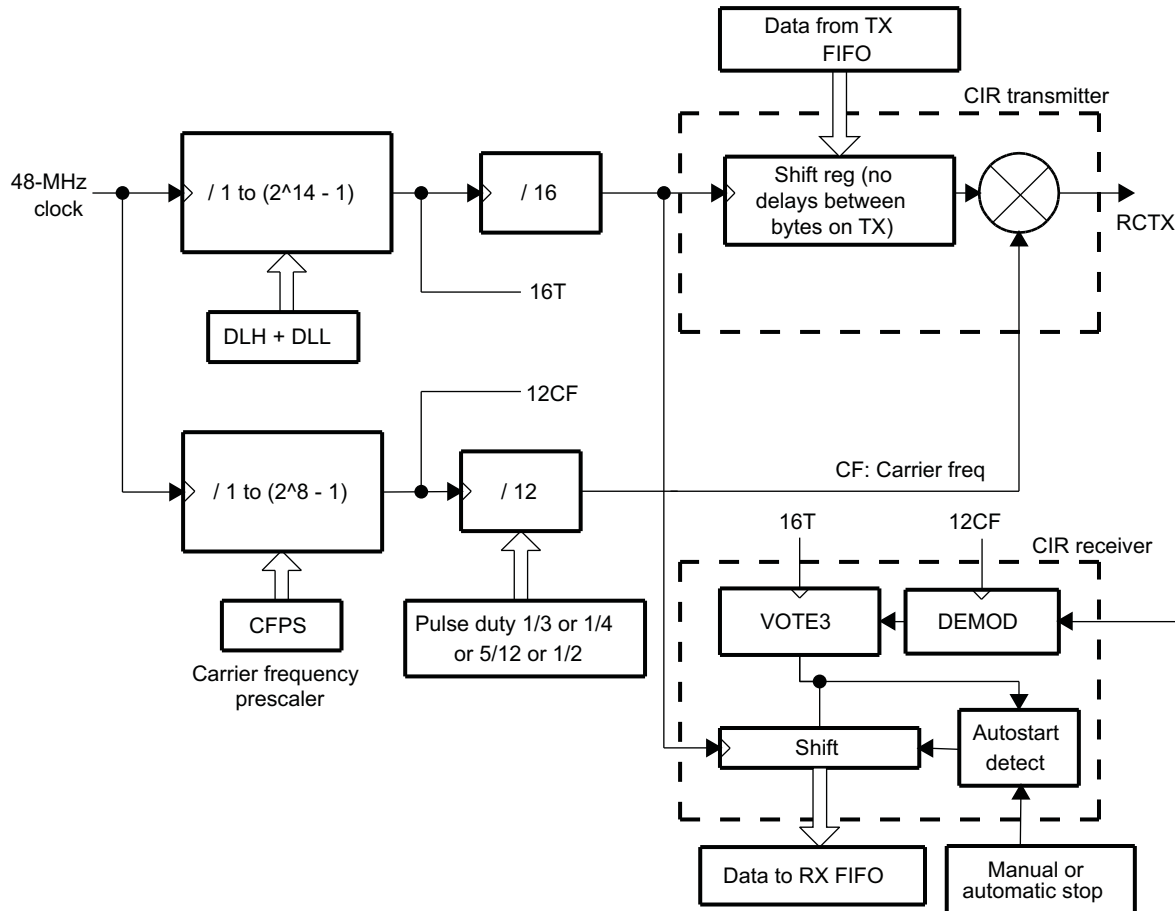 Data from TX
FIFO
CIR transmitter
48-MHz
clock
/ 1 to (2^14 - 1)
/ 16
Shift reg (no
delays between
bytes on TX)
RCTX
16T
DLH + DLL
12CF
/ 1 to (2^8 - 1)
/ 12
CF: Carrier freq
16T
12CF
CIR receiver
CFPS
Carrier frequency
prescaler
Pulse duty 1/3 or 1/4
or 5/12 or 1/2
VOTE3
DEMOD
Shift
Autostart
detect
Data to RX FIFO
Manual or
automatic stop